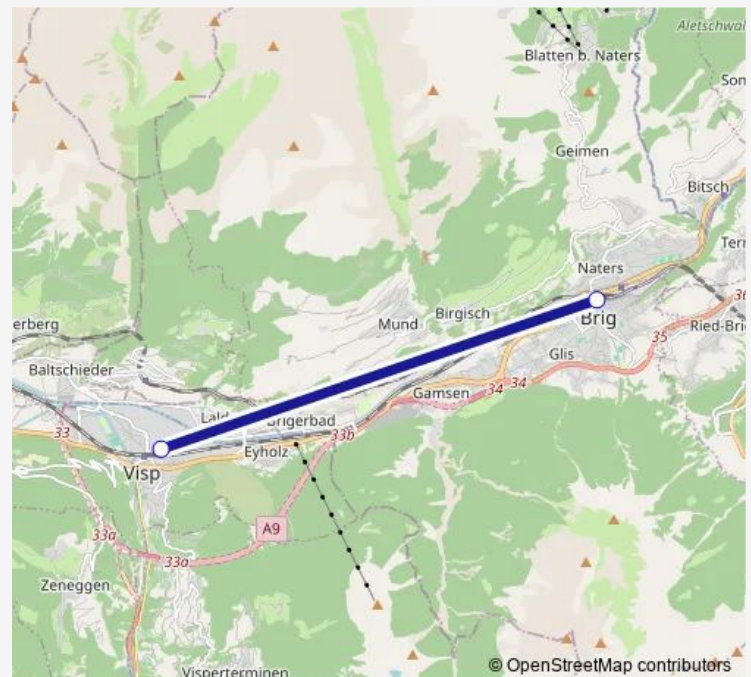 Aletschwal
Blatten b. Naters
Son
Geimen
Bitsch
Naters
Terr
36
erberg
Mund
Birgisch
Brig
Ried-Bri
35
Glis
Baltschieder
34
34
Gamsen
Lald
Brigerbad
33
33b
Eyholz
Visp
A9
33a
33a
Zeneggen
Visperterminen
© OpenStreetMap contributors